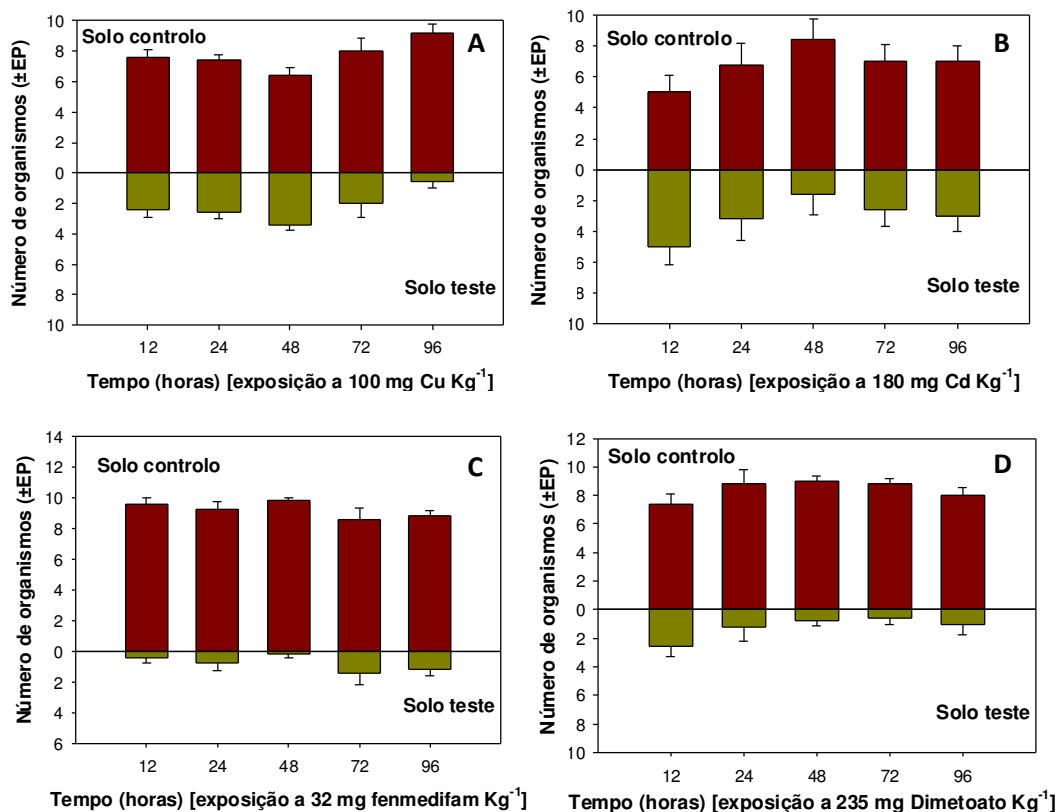 Solo controlo
A
Número de organismos (±EP)
10
8
6
4
2
0
2
4
6
8
10
Solo teste
12 24 48 72 96
Tempo (horas) [exposição a 100 mg Cu Kg⁻¹]
Solo controlo
B
Número de organismos (±EP)
10
8
6
4
2
0
2
4
6
8
10
Solo teste
12 24 48 72 96
Tempo (horas) [exposição a 180 mg Cd Kg⁻¹]
Solo controlo
C
Número de organismos (±EP)
14
12
10
8
6
4
2
0
2
4
6
Solo teste
12 24 48 72 96
Tempo (horas) [exposição a 32 mg fenmedifam Kg⁻¹]
Solo controlo
D
Número de organismos (±EP)
12
10
8
6
4
2
0
2
4
6
8
10
Solo teste
12 24 48 72 96
Tempo (horas) [exposição a 235 mg Dimetoato Kg⁻¹]